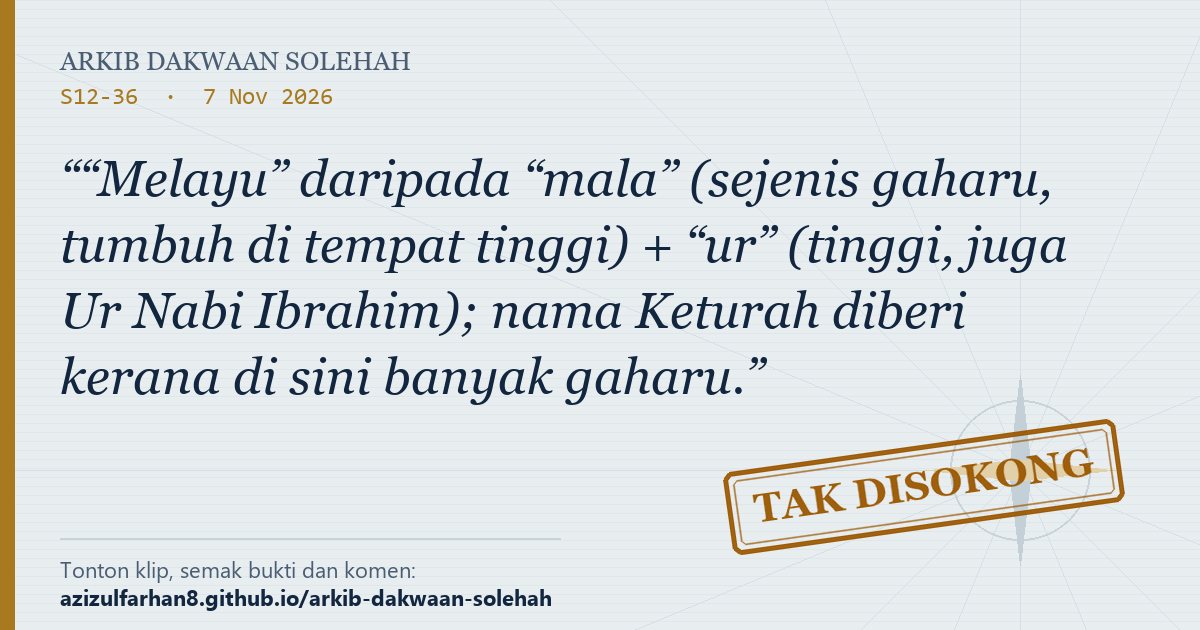 ARKIB DAKWAAN SOLEHAH
S12-36 · 7 Nov 2026
““Melayu” daripada “mala” (sejenis gaharu,
tumbuh di tempat tinggi) + “ur” (tinggi, juga
Ur Nabi Ibrahim); nama Keturah diberi
kerana di sini banyak gaharu.”
TAK DISOKONG
Tonton klip, semak bukti dan komen:
azizulfarhan8.github.io/arkib-dakwaan-solehah